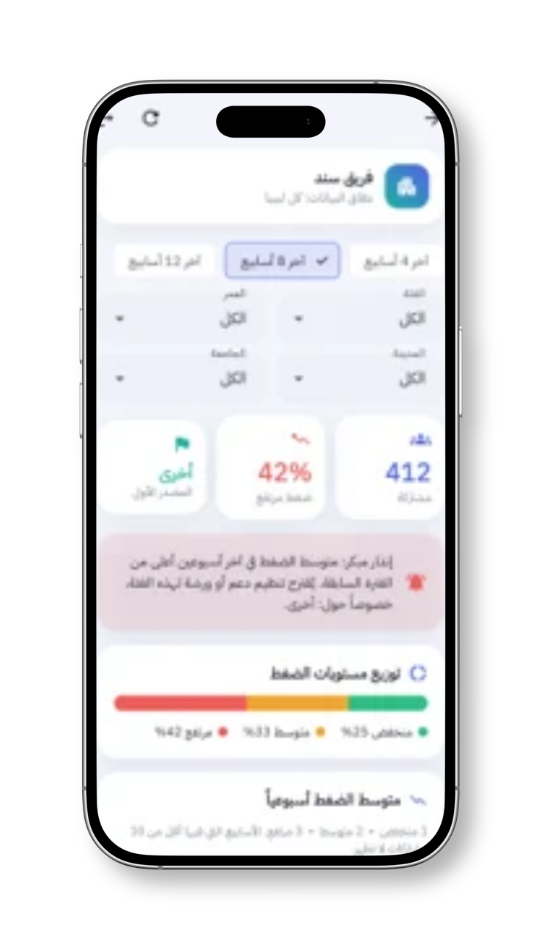 فريق سند
نطاق البيانات: كل ليبيا
آخر 4 أسابيع
آخر 8 أسابيع
آخر 12 أسابيع
الفئة
العمر
الكل
الكل
المدينة
الجامعة
الكل
الكل
412
مشاركة
42%
ضغط مرتفع
أخرى
المصدر الأول
إنذار مبكر: متوسط الضغط في آخر أسبوعين أعلى من
الفترة السابقة. يُقترح تنظيم دعم أو ورشة لهذه الفئة،
خصوصاً حول: أخرى.
توزيع مستويات الضغط
منخفض 25%
متوسط 33%
مرتفع 42%
متوسط الضغط أسبوعياً
1 منخفض • 2 متوسط • 3 مرتفع. الأسابيع التي فيها أقل من 10
مشاركات لا تظهر.